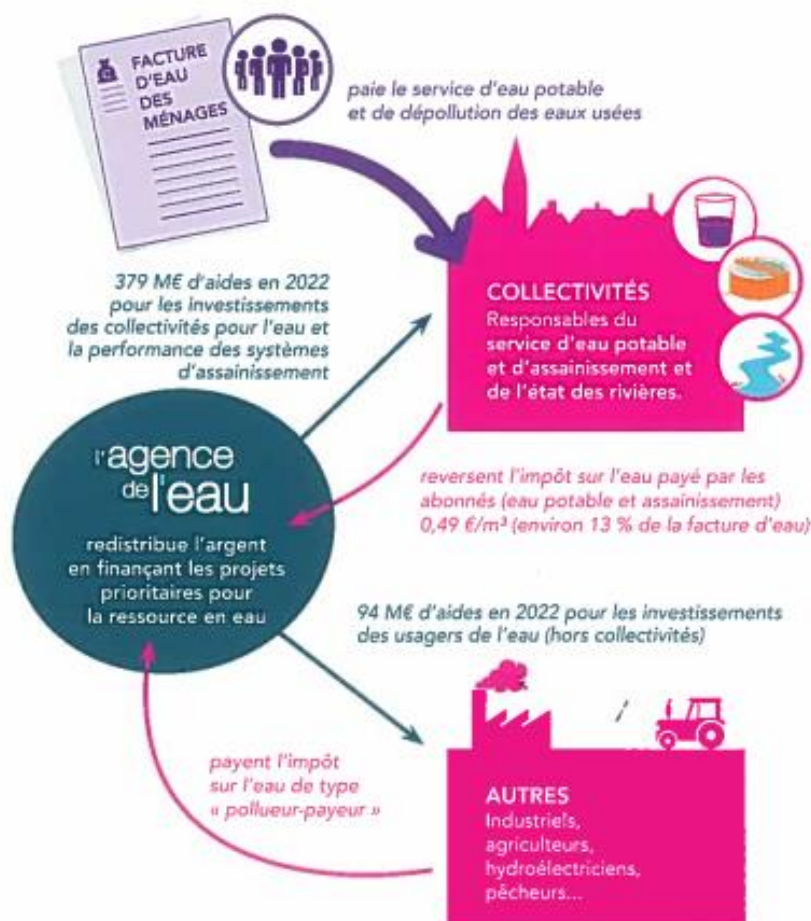 FACTURE
D'EAU
DES
MÉNAGES
paie le service d'eau potable
et de dépollution des eaux usées
379 M€ d'aides en 2022
pour les investissements
des collectivités pour l'eau et
la performance des systèmes
d'assainissement
COLLECTIVITÉS
Responsables du
service d'eau potable
et d'assainissement et
de l'état des rivières.
l'agence
de l'eau
redistribue l'argent
en finançant les projets
prioritaires pour
la ressource en eau
reversent l'impôt sur l'eau payé par les
abonnés (eau potable et assainissement)
0,49 €/m³ (environ 13 % de la facture d'eau)
94 M€ d'aides en 2022 pour les investissements
des usagers de l'eau (hors collectivités)
payent l'impôt
sur l'eau de type
« pollueur-payeur »
AUTRES
Industriels,
agriculteurs,
hydroélectriciens,
pêcheurs...